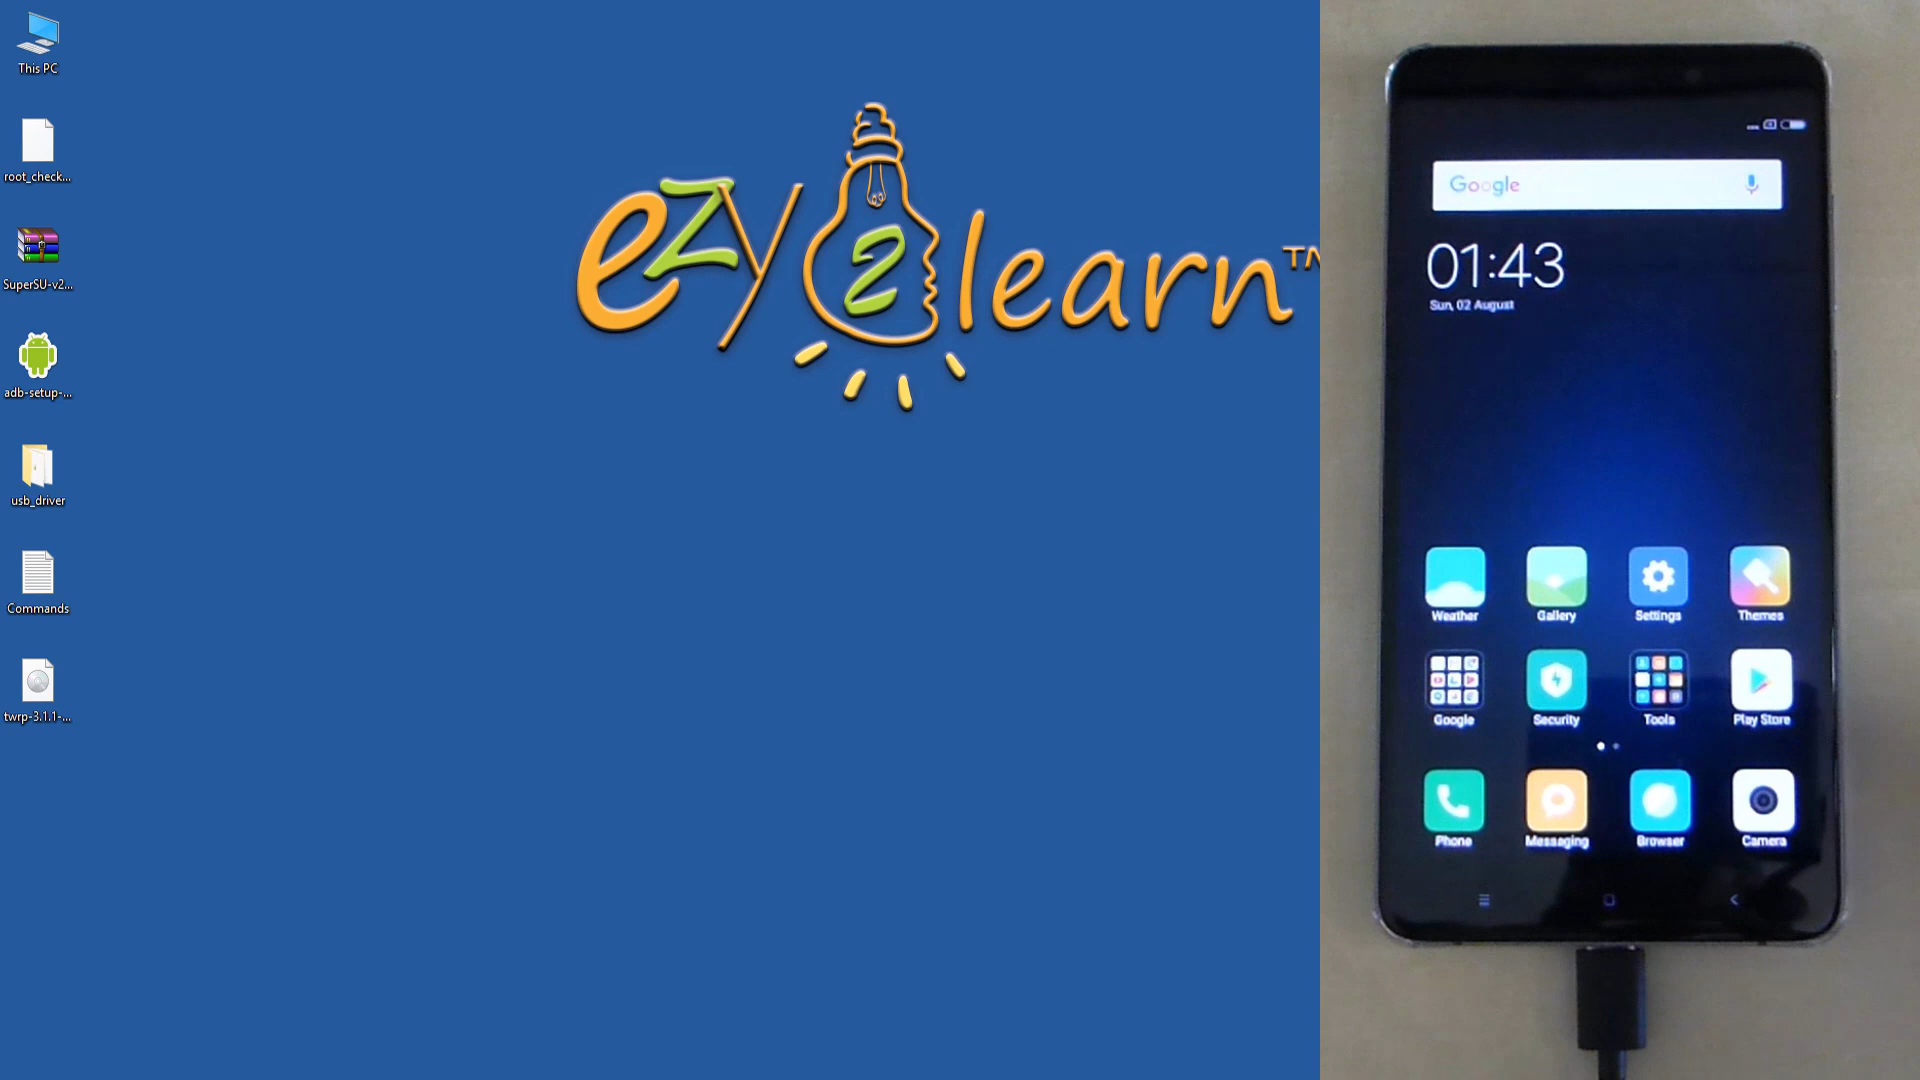 This PC
root_check...
SuperSU-v2...
adb-setup-...
usb_driver
Commands
twrp-3.1.1-...
ezy2learn™
Google
01:43
Sun, 02 August
Weather
Gallery
Settings
Themes
Google
Security
Tools
Play Store
Phone
Messaging
Browser
Camera